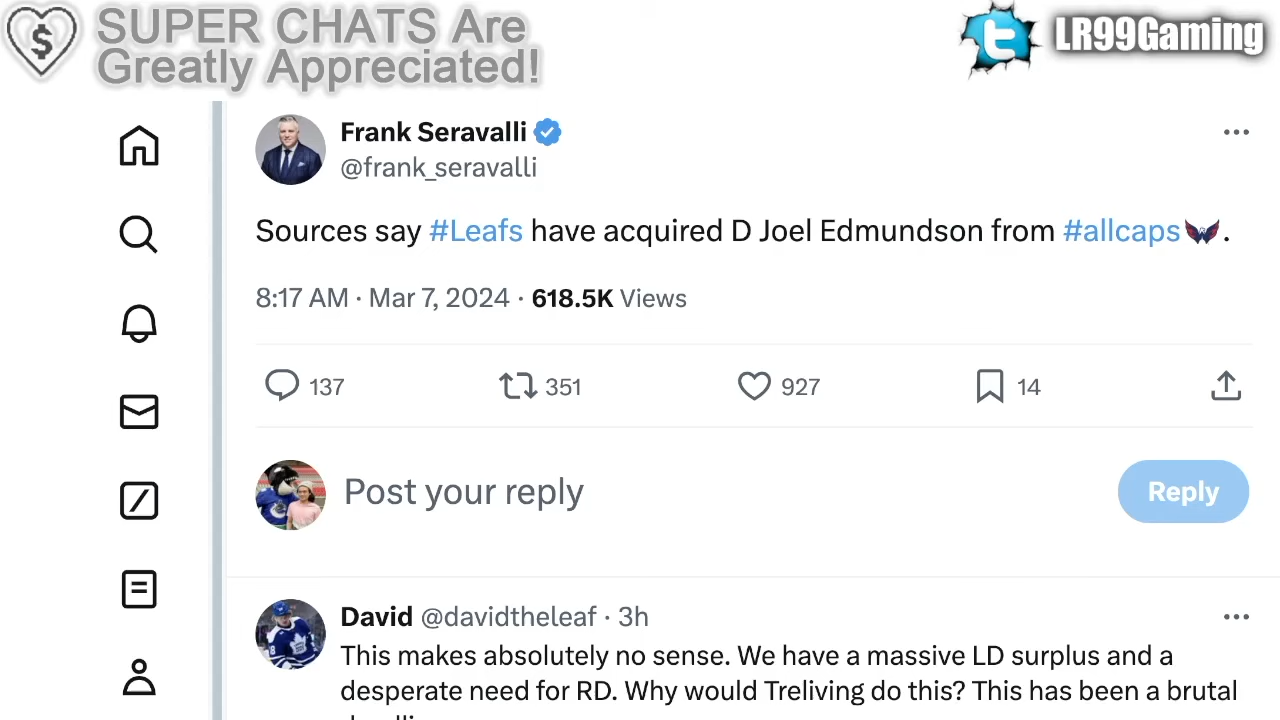 SUPER CHATS Are
Greatly Appreciated!
LR99Gaming
Frank Seravalli
@frank_seravalli
Sources say #Leafs have acquired D Joel Edmundson from #allcaps.
8:17 AM · Mar 7, 2024 · 618.5K Views
137 351 927 14
Post your reply
Reply
David @davidtheleaf · 3h
This makes absolutely no sense. We have a massive LD surplus and a
desperate need for RD. Why would Treliving do this? This has been a brutal